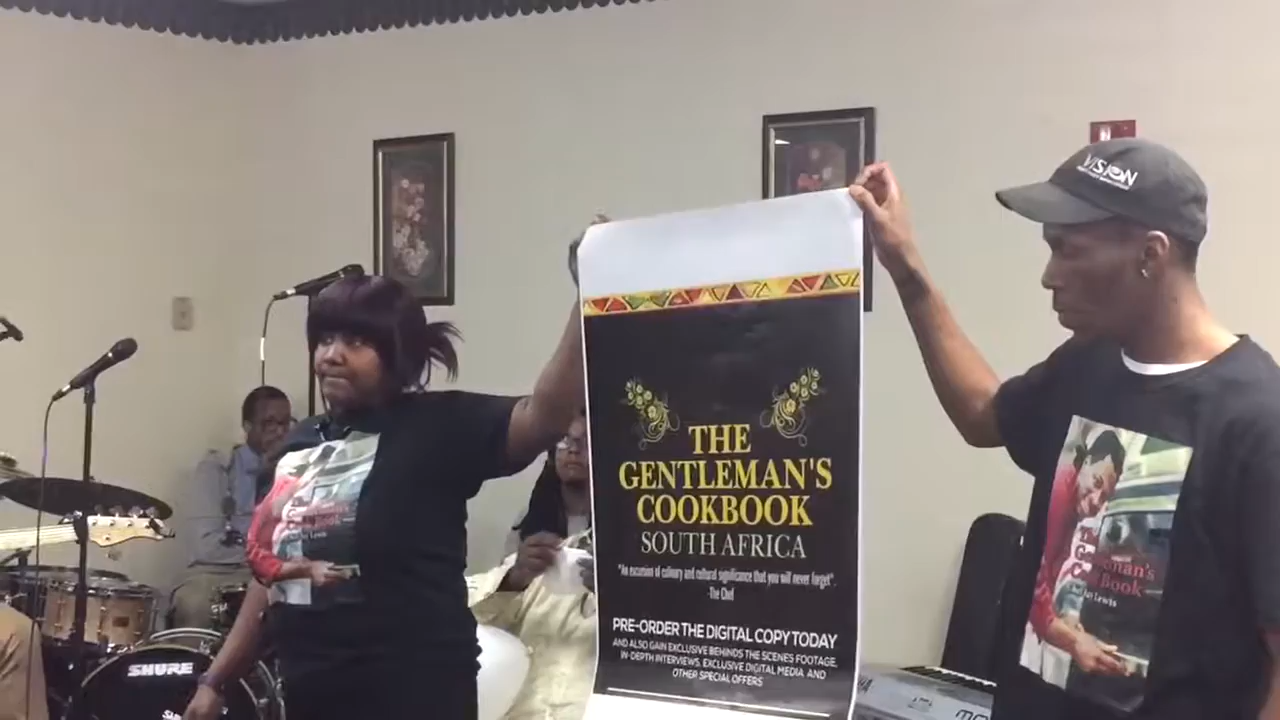 VISION
THE
GENTLEMAN'S
COOKBOOK
SOUTH AFRICA
"An excursion of culinary and cultural significance that you will never forget".
-The Chef
PRE-ORDER THE DIGITAL COPY TODAY
AND ALSO GAIN EXCLUSIVE BEHIND THE SCENES FOOTAGE,
IN-DEPTH INTERVIEWS, EXCLUSIVE DIGITAL MEDIA AND
OTHER SPECIAL OFFERS
SHURE
Book
Lewis